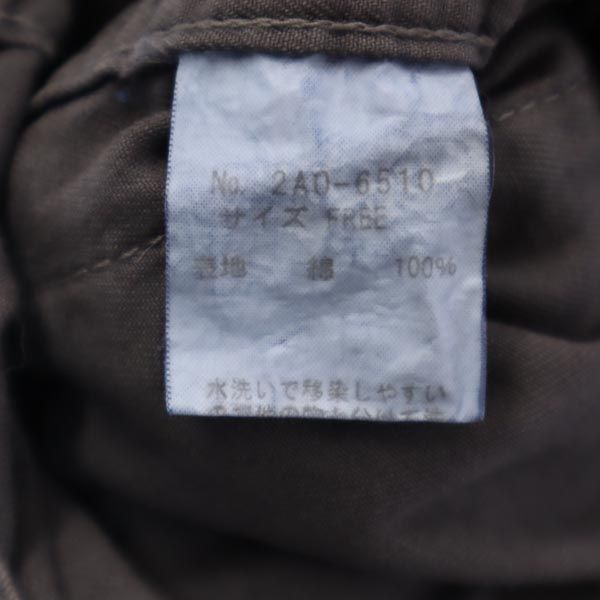 No. 2A0-6510
サイズ FREE
表地 綿 100%
水洗いで移染しやすい